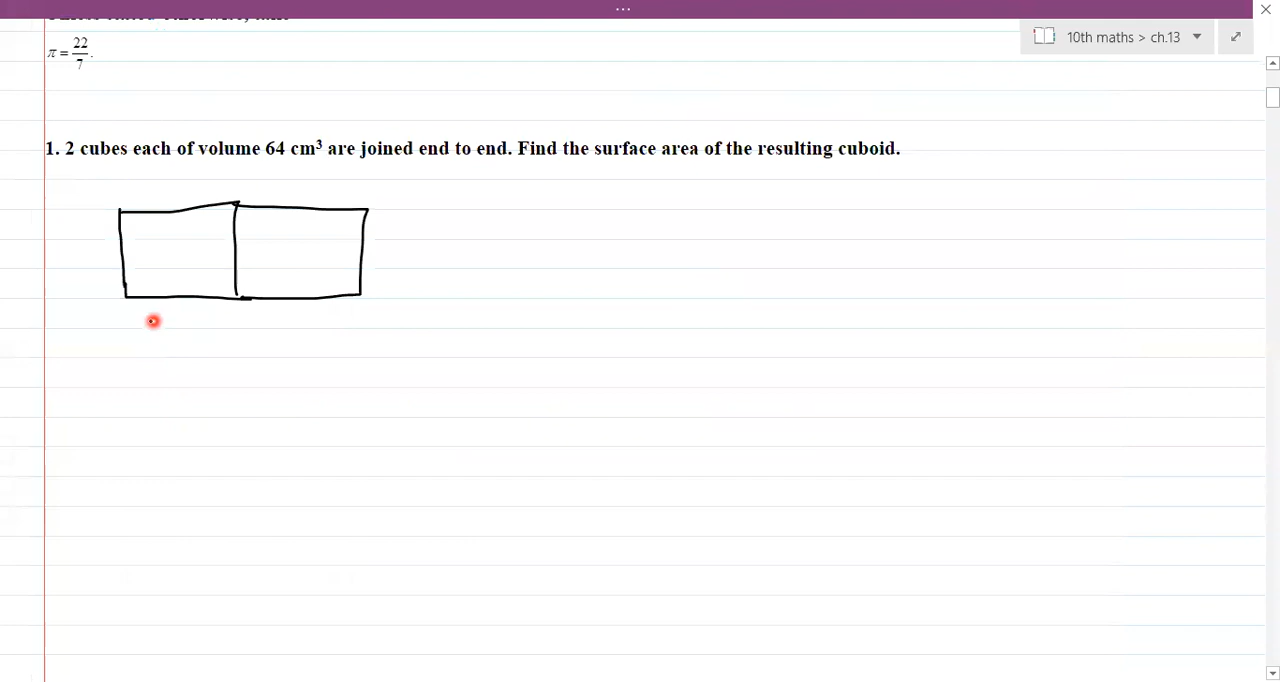 10th maths > ch.13
π = 22/7.
1. 2 cubes each of volume 64 cm³ are joined end to end. Find the surface area of the resulting cuboid.